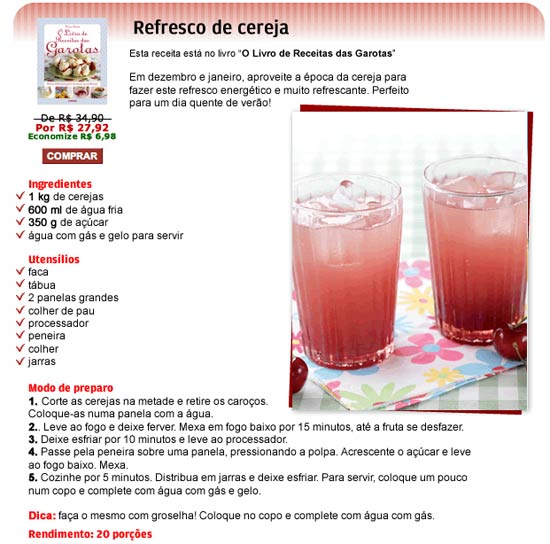 Refresco de cereja
Esta receita está no livro “O Livro de Receitas das Garotas”
Em dezembro e janeiro, aproveite a época da cereja para
fazer este refresco energético e muito refrescante. Perfeito
para um dia quente de verão!
O Livro de
Receitas das
Garotas
De R$ 34,90
Por R$ 27,92
Economize R$ 6,98
COMPRAR
Ingredientes
1 kg de cerejas
600 ml de água fria
350 g de açúcar
água com gás e gelo para servir
Utensílios
faca
tábua
2 panelas grandes
colher de pau
processador
peneira
colher
jarras
Modo de preparo
1. Corte as cerejas na metade e retire os caroços.
Coloque-as numa panela com a água.
2.. Leve ao fogo e deixe ferver. Mexa em fogo baixo por 15 minutos, até a fruta se desfazer.
3. Deixe esfriar por 10 minutos e leve ao processador.
4. Passe pela peneira sobre uma panela, pressionando a polpa. Acrescente o açúcar e leve
ao fogo baixo. Mexa.
5. Cozinhe por 5 minutos. Distribua em jarras e deixe esfriar. Para servir, coloque um pouco
num copo e complete com água com gás e gelo.
Dica: faça o mesmo com groselha! Coloque no copo e complete com água com gás.
Rendimento: 20 porções